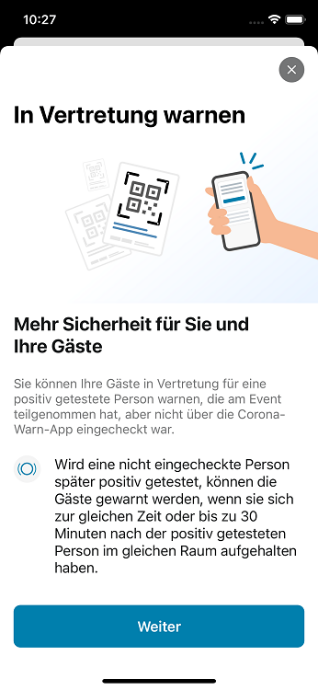 10:27
In Vertretung warnen
Mehr Sicherheit für Sie und
Ihre Gäste
Sie können Ihre Gäste in Vertretung für eine
positiv getestete Person warnen, die am Event
teilgenommen hat, aber nicht über die Corona-
Warn-App eingecheckt war.
Wird eine nicht eingecheckte Person
später positiv getestet, können die
Gäste gewarnt werden, wenn sie sich
zur gleichen Zeit oder bis zu 30
Minuten nach der positiv getesteten
Person im gleichen Raum aufgehalten
haben.
Weiter